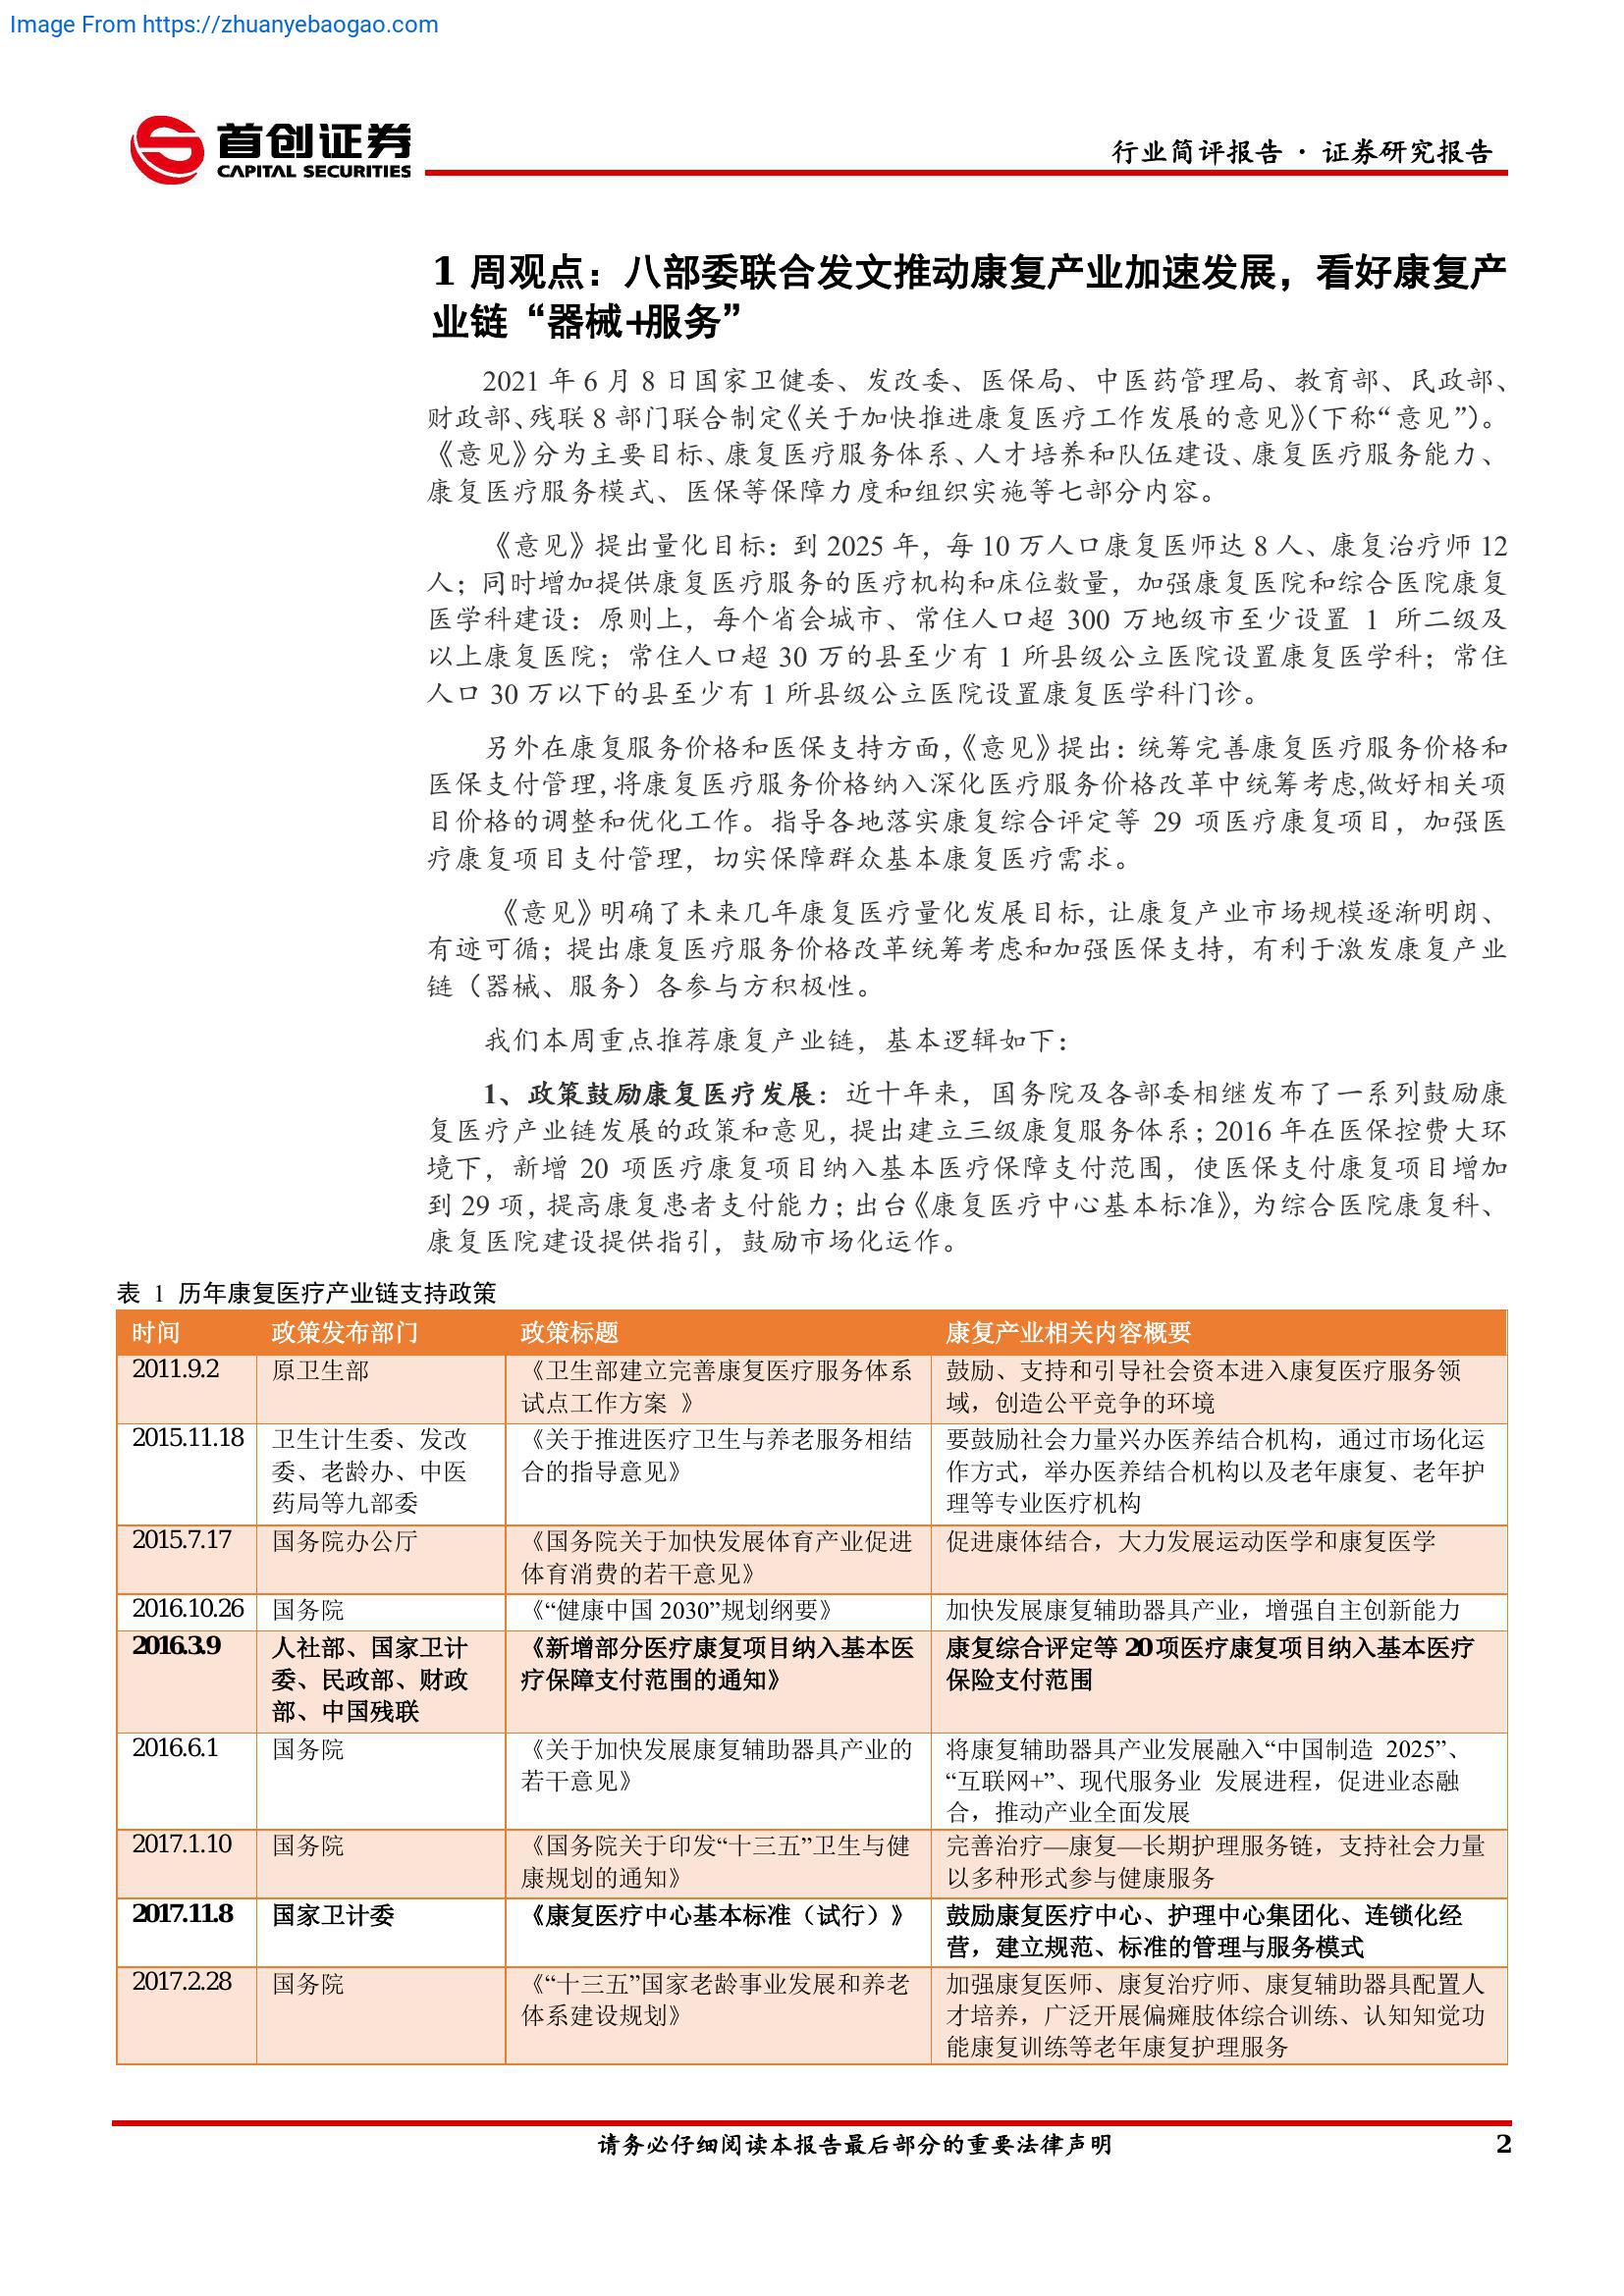 Image From https://zhuanyebaogao.com
首创证券
CAPITAL SECURITIES
行业简评报告 · 证券研究报告
1 周观点：八部委联合发文推动康复产业加速发展，看好康复产
业链“器械+服务”
2021 年 6 月 8 日国家卫健委、发改委、医保局、中医药管理局、教育部、民政部、
财政部、残联 8 部门联合制定《关于加快推进康复医疗工作发展的意见》（下称“意见”）。
《意见》分为主要目标、康复医疗服务体系、人才培养和队伍建设、康复医疗服务能力、
康复医疗服务模式、医保等保障力度和组织实施等七部分内容。
《意见》提出量化目标：到 2025 年，每 10 万人口康复医师达 8 人、康复治疗师 12
人；同时增加提供康复医疗服务的医疗机构和床位数量，加强康复医院和综合医院康复
医学科建设：原则上，每个省会城市、常住人口超 300 万地级市至少设置 1 所二级及
以上康复医院；常住人口超 30 万的县至少有 1 所县级公立医院设置康复医学科；常住
人口 30 万以下的县至少有 1 所县级公立医院设置康复医学科门诊。
另外在康复服务价格和医保支持方面，《意见》提出：统筹完善康复医疗服务价格和
医保支付管理,将康复医疗服务价格纳入深化医疗服务价格改革中统筹考虑,做好相关项
目价格的调整和优化工作。指导各地落实康复综合评定等 29 项医疗康复项目，加强医
疗康复项目支付管理，切实保障群众基本康复医疗需求。
《意见》明确了未来几年康复医疗量化发展目标，让康复产业市场规模逐渐明朗、
有迹可循；提出康复医疗服务价格改革统筹考虑和加强医保支持，有利于激发康复产业
链（器械、服务）各参与方积极性。
我们本周重点推荐康复产业链，基本逻辑如下：
1、政策鼓励康复医疗发展：近十年来，国务院及各部委相继发布了一系列鼓励康
复医疗产业链发展的政策和意见，提出建立三级康复服务体系；2016 年在医保控费大环
境下，新增 20 项医疗康复项目纳入基本医疗保障支付范围，使医保支付康复项目增加
到 29 项，提高康复患者支付能力；出台《康复医疗中心基本标准》，为综合医院康复科、
康复医院建设提供指引，鼓励市场化运作。
表 1 历年康复医疗产业链支持政策
时间 政策发布部门 政策标题 康复产业相关内容概要
2011.9.2 原卫生部 《卫生部建立完善康复医疗服务体系 鼓励、支持和引导社会资本进入康复医疗服务领
试点工作方案 》 域，创造公平竞争的环境
2015.11.18 卫生计生委、发改 《关于推进医疗卫生与养老服务相结 要鼓励社会力量兴办医养结合机构，通过市场化运
委、老龄办、中医 合的指导意见》 作方式，举办医养结合机构以及老年康复、老年护
药局等九部委 理等专业医疗机构
2015.7.17 国务院办公厅 《国务院关于加快发展体育产业促进 促进康体结合，大力发展运动医学和康复医学
体育消费的若干意见》
2016.10.26 国务院 《“健康中国 2030”规划纲要》 加快发展康复辅助器具产业，增强自主创新能力
2016.3.9 人社部、国家卫计 《新增部分医疗康复项目纳入基本医 康复综合评定等 20项医疗康复项目纳入基本医疗
委、民政部、财政 疗保障支付范围的通知》 保险支付范围
部、中国残联
2016.6.1 国务院 《关于加快发展康复辅助器具产业的 将康复辅助器具产业发展融入“中国制造 2025”、
若干意见》 “互联网+”、现代服务业 发展进程，促进业态融
合，推动产业全面发展
2017.1.10 国务院 《国务院关于印发“十三五”卫生与健 完善治疗—康复—长期护理服务链，支持社会力量
康规划的通知》 以多种形式参与健康服务
2017.11.8 国家卫计委 《康复医疗中心基本标准（试行）》 鼓励康复医疗中心、护理中心集团化、连锁化经
营，建立规范、标准的管理与服务模式
2017.2.28 国务院 《“十三五”国家老龄事业发展和养老 加强康复医师、康复治疗师、康复辅助器具配置人
体系建设规划》 才培养，广泛开展偏瘫肢体综合训练、认知知觉功
能康复训练等老年康复护理服务
请务必仔细阅读本报告最后部分的重要法律声明 2